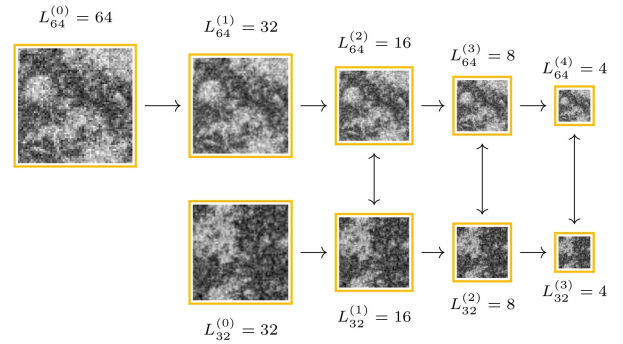 L_{64}^{(0)} = 64
L_{64}^{(1)} = 32
L_{64}^{(2)} = 16
L_{64}^{(3)} = 8
L_{64}^{(4)} = 4
L_{32}^{(0)} = 32
L_{32}^{(1)} = 16
L_{32}^{(2)} = 8
L_{32}^{(3)} = 4